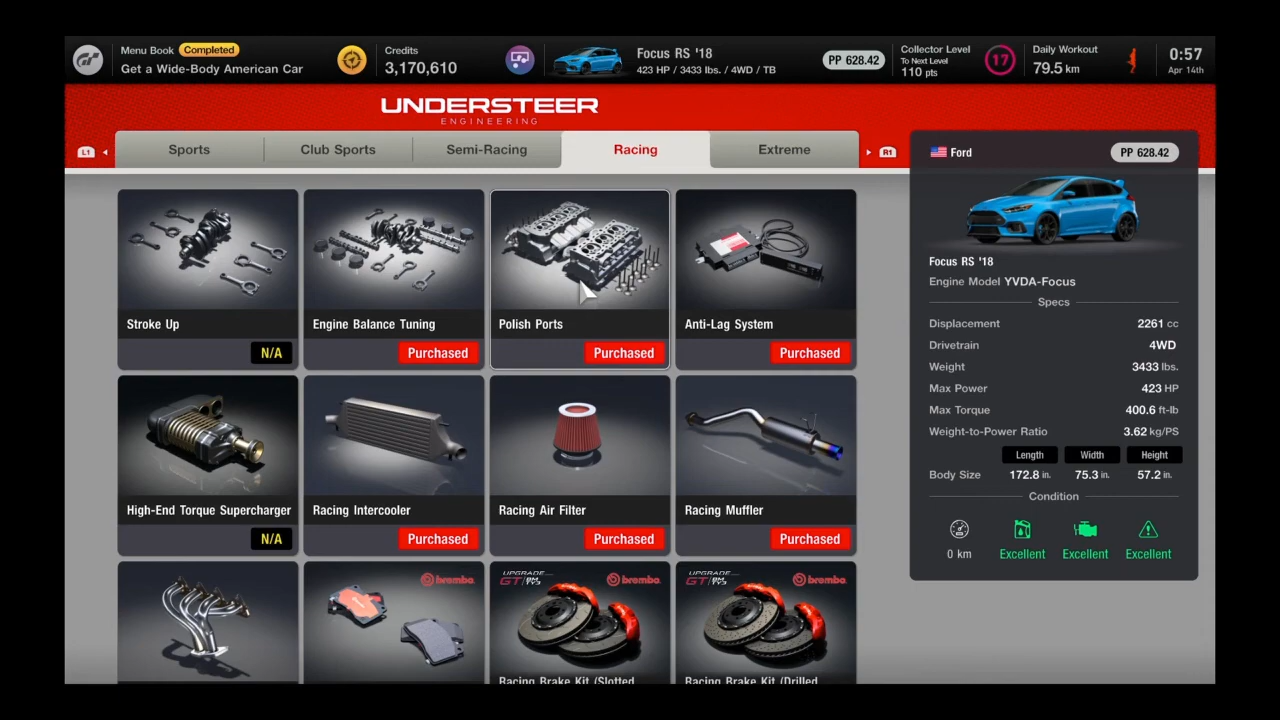 Menu Book Completed
Get a Wide-Body American Car
Credits
3,170,610
Focus RS '18
423 HP / 3433 lbs. / 4WD / TB
PP 628.42
Collector Level
To Next Level
110 pts
17
Daily Workout
79.5 km
0:57
Apr 14th
UNDERSTEER
ENGINEERING
L1
Sports
Club Sports
Semi-Racing
Racing
Extreme
R1
Stroke Up
N/A
Engine Balance Tuning
Purchased
Polish Ports
Purchased
Anti-Lag System
Purchased
High-End Torque Supercharger
N/A
Racing Intercooler
Purchased
Racing Air Filter
Purchased
Racing Muffler
Purchased
brembo.
UPGRADE
GT/
brembo.
Racing Brake Kit (Slotted
UPGRADE
GT/
brembo.
Racing Brake Kit (Drilled
Ford
PP 628.42
Focus RS '18
Engine Model YVDA-Focus
Specs
Displacement 2261 cc
Drivetrain 4WD
Weight 3433 lbs.
Max Power 423 HP
Max Torque 400.6 ft-lb
Weight-to-Power Ratio 3.62 kg/PS
Length Width Height
Body Size 172.8 in. 75.3 in. 57.2 in.
Condition
0 km
Excellent
Excellent
Excellent